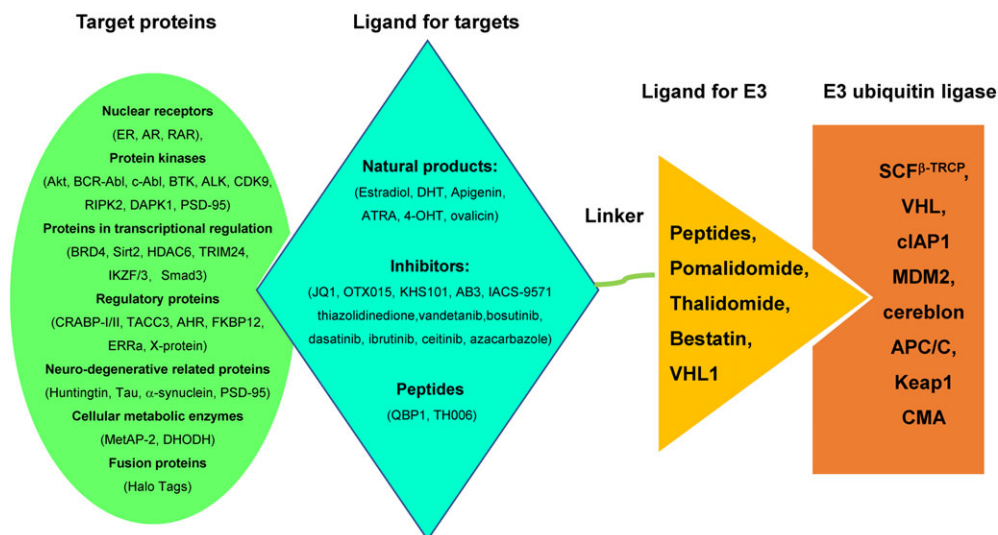 Target proteins
Nuclear receptors
(ER, AR, RAR),
Protein kinases
(Akt, BCR-Abl, c-Abl, BTK, ALK, CDK9,
RIPK2, DAPK1, PSD-95)
Proteins in transcriptional regulation
(BRD4, Sirt2, HDAC6, TRIM24,
IKZF/3, Smad3)
Regulatory proteins
(CRABP-I/II, TACC3, AHR, FKBP12,
ERRa, X-protein)
Neuro-degenerative related proteins
(Huntingtin, Tau, α-synuclein, PSD-95)
Cellular metabolic enzymes
(MetAP-2, DHODH)
Fusion proteins
(Halo Tags)
Ligand for targets
Natural products:
(Estradiol, DHT, Apigenin,
ATRA, 4-OHT, ovalicin)
Inhibitors:
(JQ1, OTX015, KHS101, AB3, IACS-9571
thiazolidinedione,vandetanib,bosutinib,
dasatinib, ibrutinib, ceitinib, azacarbazole)
Peptides
(QBP1, TH006)
Linker
Ligand for E3
Peptides,
Pomalidomide,
Thalidomide,
Bestatin,
VHL1
E3 ubiquitin ligase
SCFβ-TRCP,
VHL,
cIAP1
MDM2,
cereblon
APC/C,
Keap1
CMA